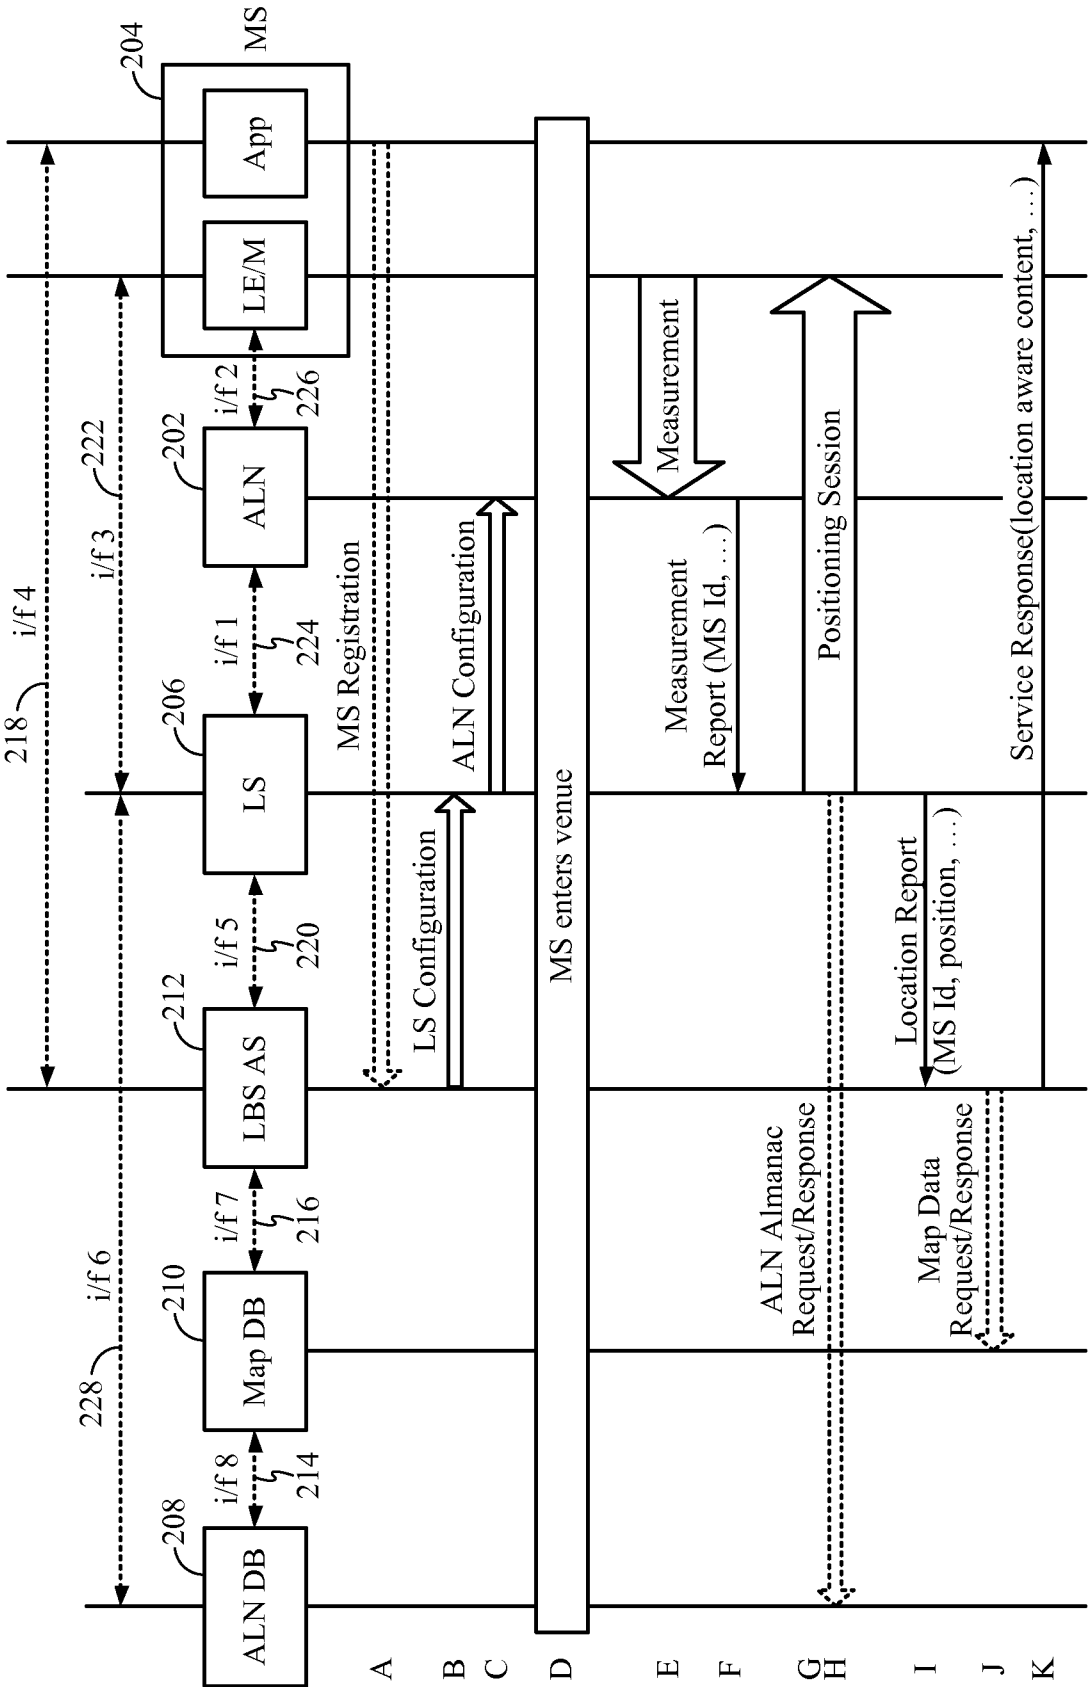 218
i/f 4
228
i/f 6
i/f 3
222
208
210
212
206
202
204
MS
ALN DB
i/f 8
214
Map DB
i/f 7
216
LBS AS
i/f 5
220
LS
i/f 1
224
ALN
i/f 2
226
LE/M
App
A
MS Registration
B
LS Configuration
C
ALN Configuration
D
MS enters venue
E
Measurement
F
Measurement
Report (MS Id, …)
G
Positioning Session
H
ALN Almanac
Request/Response
I
Location Report
(MS Id, position, …)
J
Map Data
Request/Response
K
Service Response(location aware content, …)